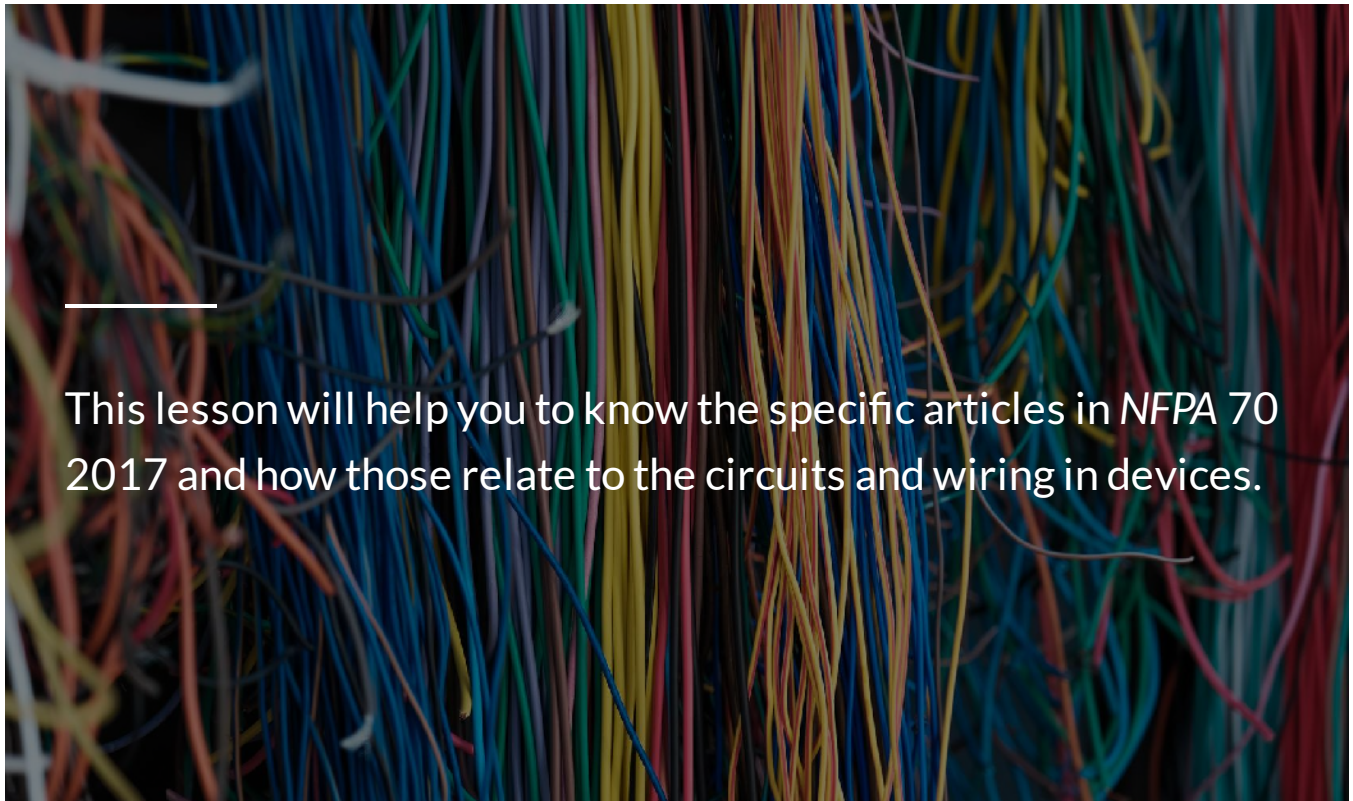 This lesson will help you to know the specific articles in NFPA 70
2017 and how those relate to the circuits and wiring in devices.